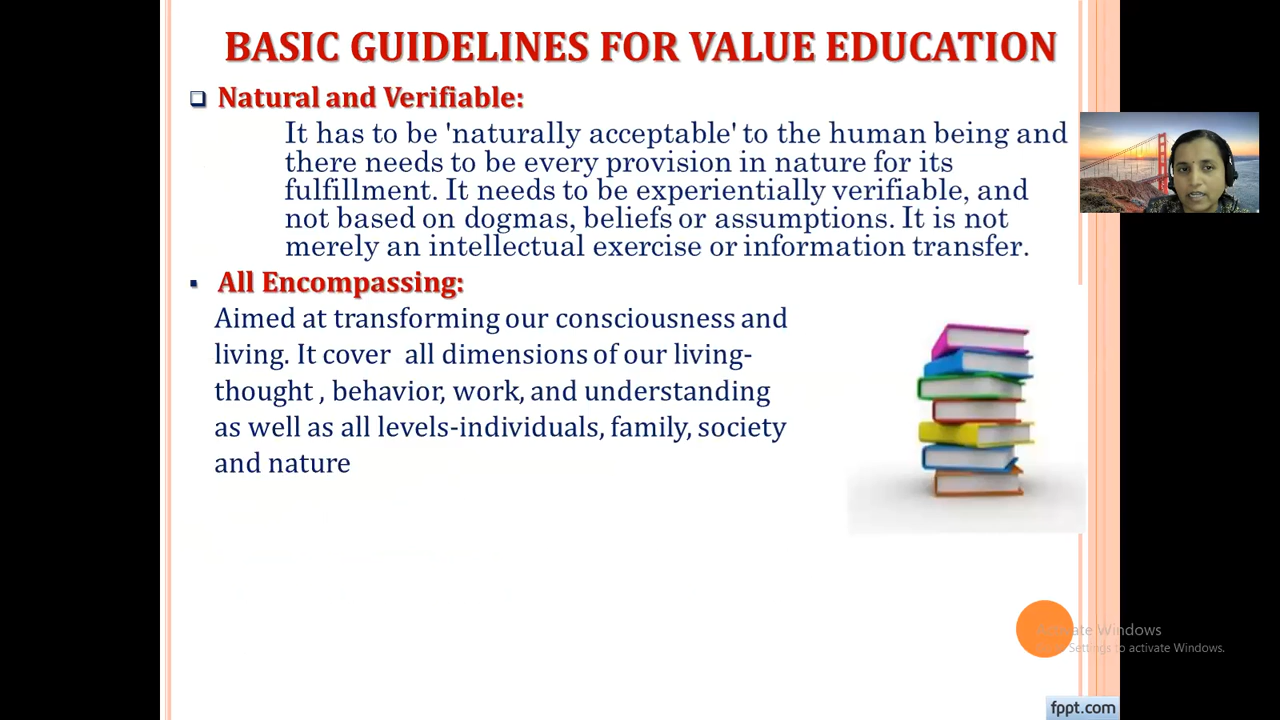 BASIC GUIDELINES FOR VALUE EDUCATION
Natural and Verifiable:
It has to be 'naturally acceptable' to the human being and
there needs to be every provision in nature for its
fulfillment. It needs to be experientially verifiable, and
not based on dogmas, beliefs or assumptions. It is not
merely an intellectual exercise or information transfer.
All Encompassing:
Aimed at transforming our consciousness and
living. It cover all dimensions of our living-
thought , behavior, work, and understanding
as well as all levels-individuals, family, society
and nature
Activate Windows
Settings to activate Windows.
fppt.com